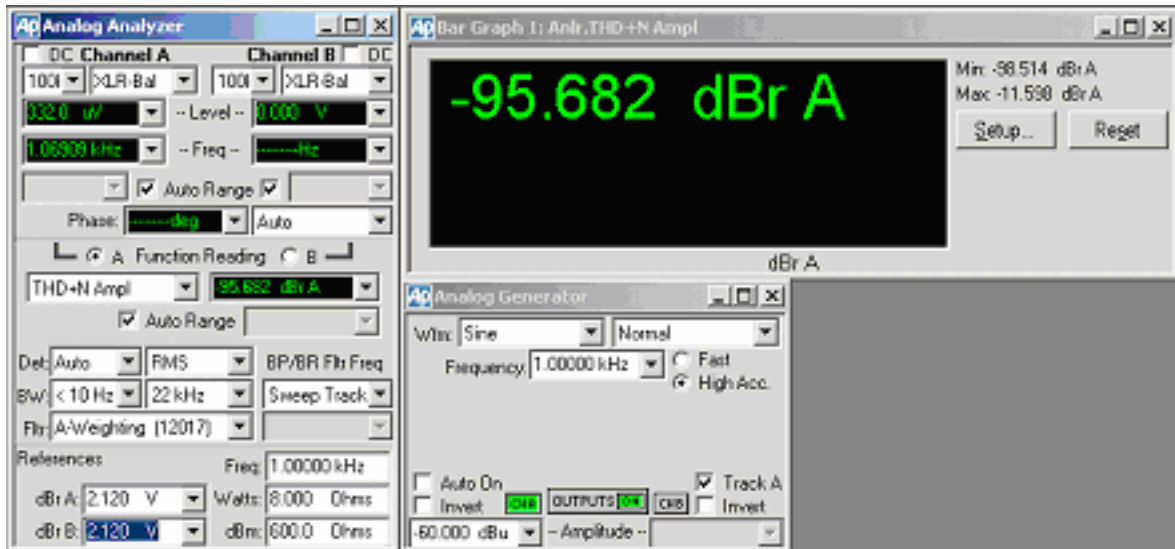 Ap Analog Analyzer
DC Channel A Channel B DC
XLR-Bal XLR-Bal
332.0 uV -- Level -- 0.000 V
1.06909 kHz -- Freq -- -------Hz
Auto Range
Phase: -------deg Auto
A Function Reading B
THD+N Ampl -95.682 dBr A
Auto Range
Det: Auto RMS BP/BR Fltr Freq
BW: < 10 Hz 22 kHz Sweep Track
Fltr: A-Weighting (12017)
References Freq: 1.00000 kHz
dBr A: 2.120 V Watts: 8.000 Ohms
dBr B: 2.120 V dBm: 600.0 Ohms
Ap Bar Graph 1: Anlr.THD+N Ampl
-95.682 dBr A
Min: -98.514 dBr A
Max: -11.598 dBr A
Setup... Reset
dBr A
Ap Analog Generator
Wfm: Sine Normal
Frequency: 1.00000 kHz Fast
High Acc.
Auto On Track A
Invert CHA OUTPUTS ON CHB Invert
-60.000 dBu -- Amplitude --